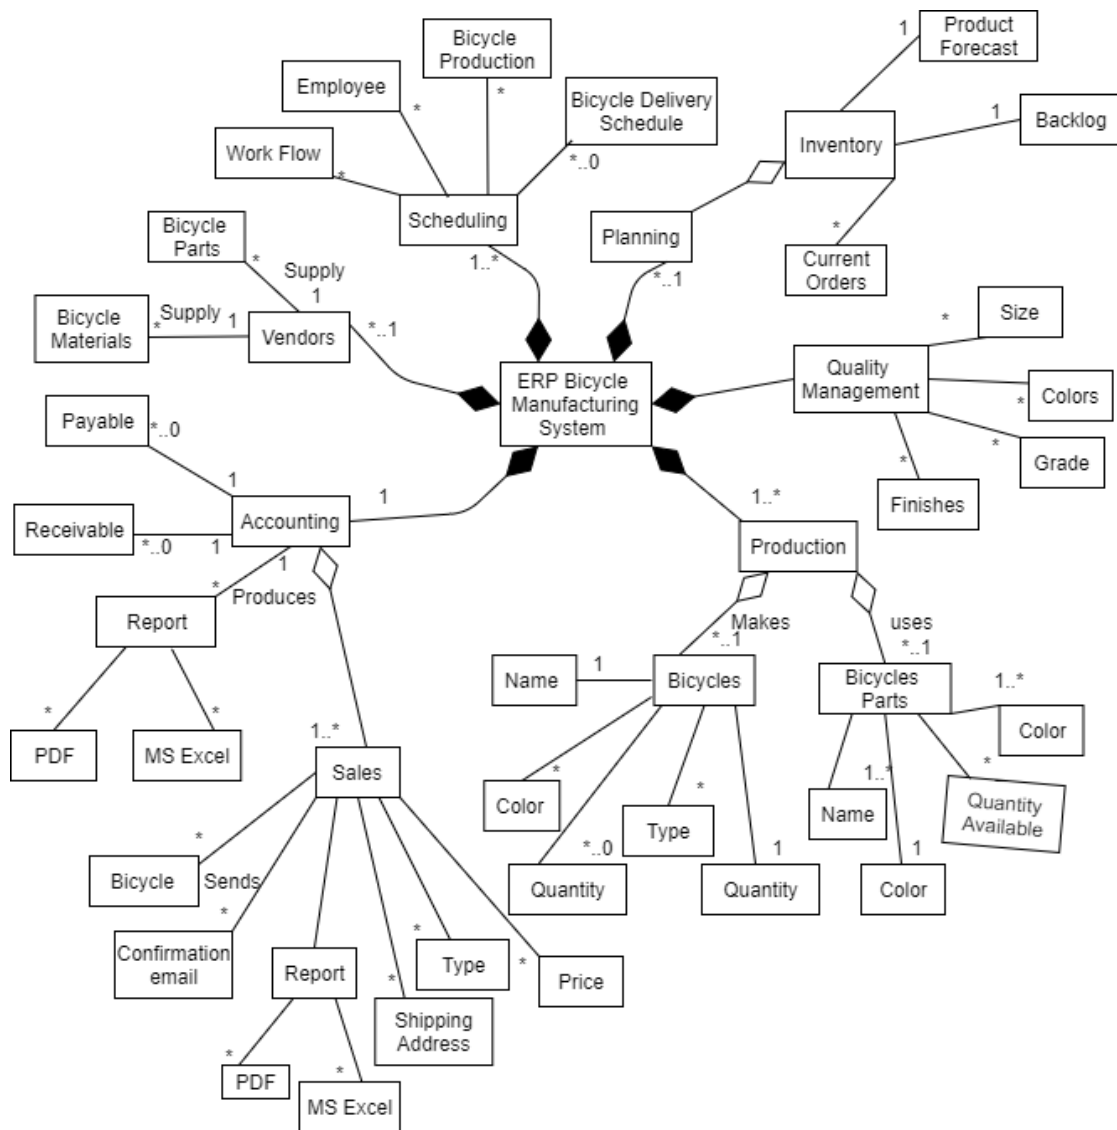 Bicycle
Production
*
Employee
*
Work Flow
*
Bicycle Delivery
Schedule
*..0
Scheduling
1..*
Product
Forecast
1
Backlog
1
Inventory
Current
Orders
*
Planning
*..1
Bicycle
Parts
*
Supply
1
Bicycle
Materials
*
Supply
1
Vendors
*..1
ERP Bicycle
Manufacturing
System
Quality
Management
Size
*
Colors
*
Grade
*
Finishes
*
Payable
*..0
1
Receivable
*..0
1
Accounting
1
1
*
Produces
Report
*
*
PDF
MS Excel
1..*
Sales
*
Bicycle
Sends
*
Confirmation
email
Report
*
PDF
*
MS Excel
*
Shipping
Address
*
Type
*
Price
1..*
Production
Makes
*..1
uses
*..1
Bicycles
Name
1
Color
*
Quantity
*..0
Type
*
Quantity
1
Bicycles
Parts
1..*
Color
Name
1..*
Color
1
*
Quantity
Available